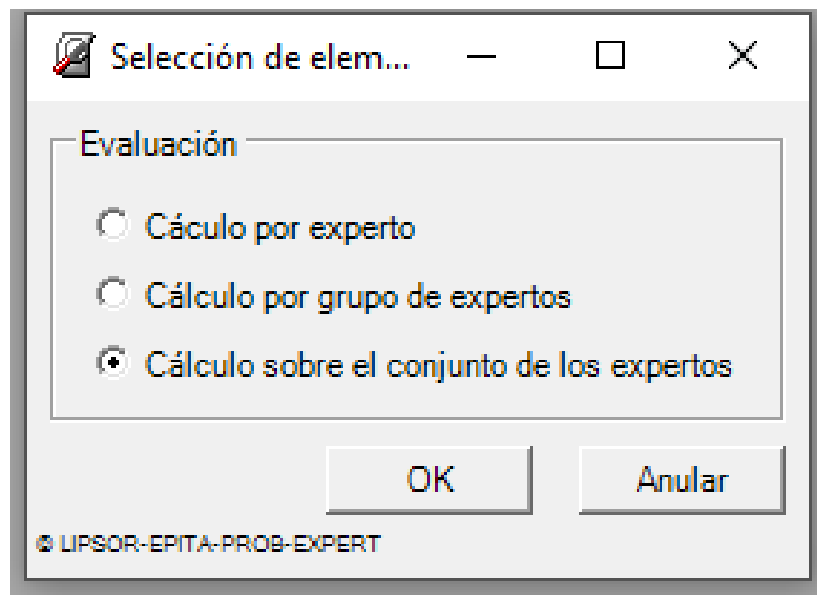 Selección de elem...
Evaluación
Cáculo por experto
Cálculo por grupo de expertos
Cálculo sobre el conjunto de los expertos
OK Anular
© LIPSOR-EPITA-PROB-EXPERT